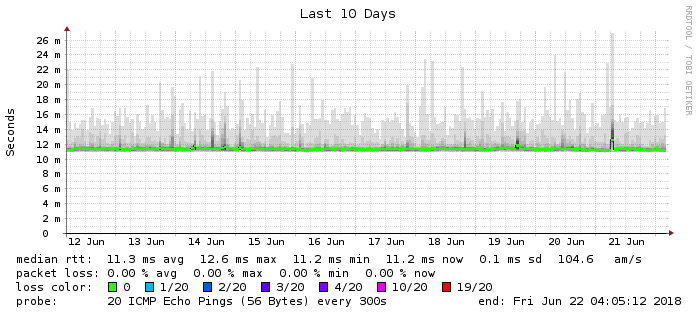 Last 10 Days
RRDTOOL / TOBI OETIKER
Seconds
26 m
24 m
22 m
20 m
18 m
16 m
14 m
12 m
10 m
8 m
6 m
4 m
2 m
0
12 Jun 13 Jun 14 Jun 15 Jun 16 Jun 17 Jun 18 Jun 19 Jun 20 Jun 21 Jun
median rtt: 11.3 ms avg 12.6 ms max 11.2 ms min 11.2 ms now 0.1 ms sd 104.6 am/s
packet loss: 0.00 % avg 0.00 % max 0.00 % min 0.00 % now
loss color: 0 1/20 2/20 3/20 4/20 10/20 19/20
probe: 20 ICMP Echo Pings (56 Bytes) every 300s end: Fri Jun 22 04:05:12 2018